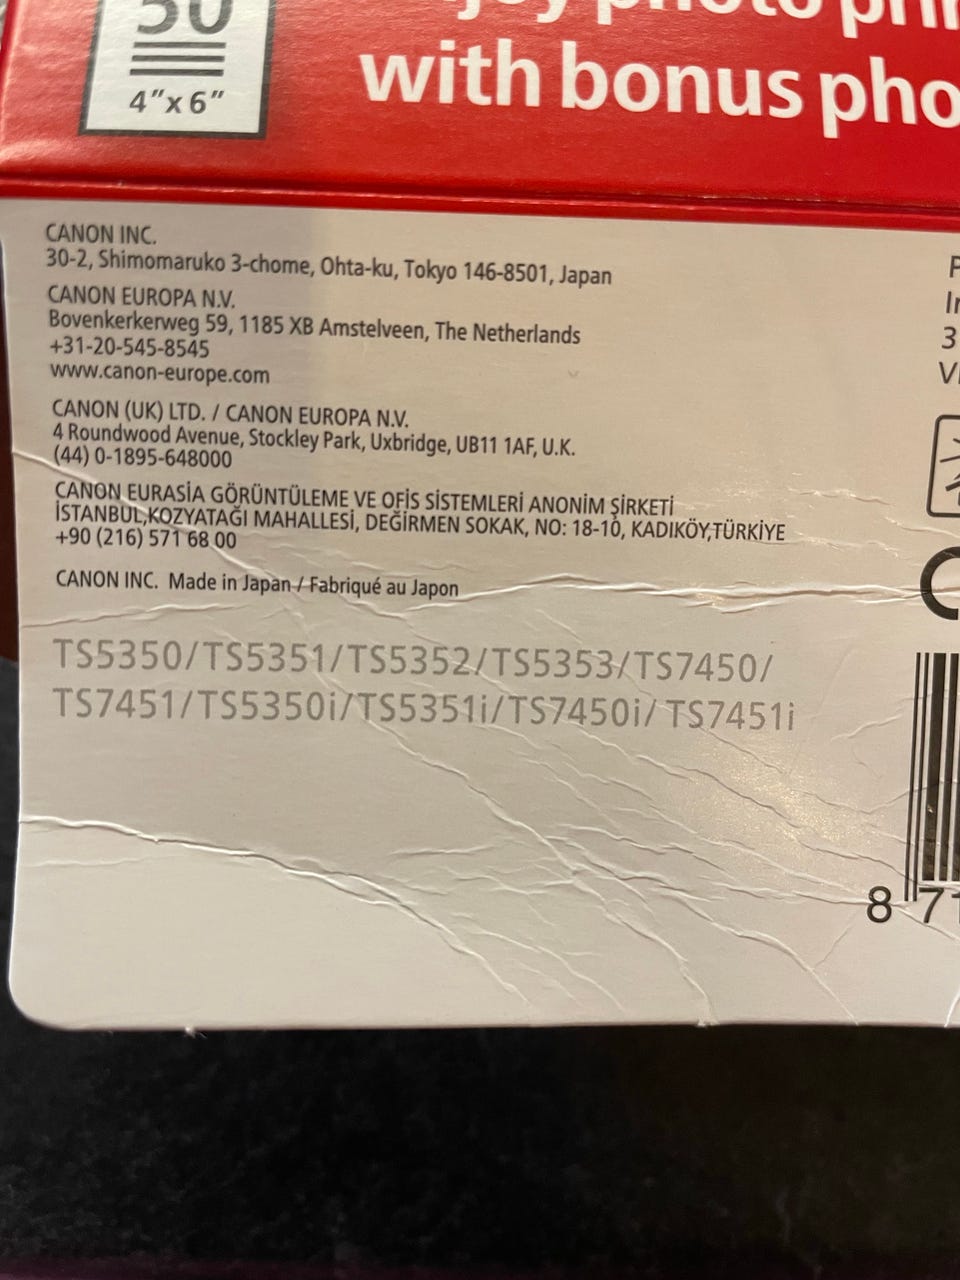 50
4"x6"
with bonus
CANON INC.
30-2, Shimomaruko 3-chome, Ohta-ku, Tokyo 146-8501, Japan
CANON EUROPA N.V.
Bovenkerkerweg 59, 1185 XB Amstelveen, The Netherlands
+31-20-545-8545
www.canon-europe.com
CANON (UK) LTD. / CANON EUROPA N.V.
4 Roundwood Avenue, Stockley Park, Uxbridge, UB11 1AF, U.K.
(44) 0-1895-648000
CANON EURASİA GÖRÜNTÜLEME VE OFİS SİSTEMLERİ ANONİM ŞİRKETİ
İSTANBUL,KOZYATAĞI MAHALLESİ, DEĞİRMEN SOKAK, NO: 18-10, KADIKÖY,TÜRKİYE
+90 (216) 571 68 00
CANON INC. Made in Japan / Fabriqué au Japon
TS5350/TS5351/TS5352/TS5353/TS7450/
TS7451/TS5350i/TS5351i/TS7450i/ TS7451i
8 71